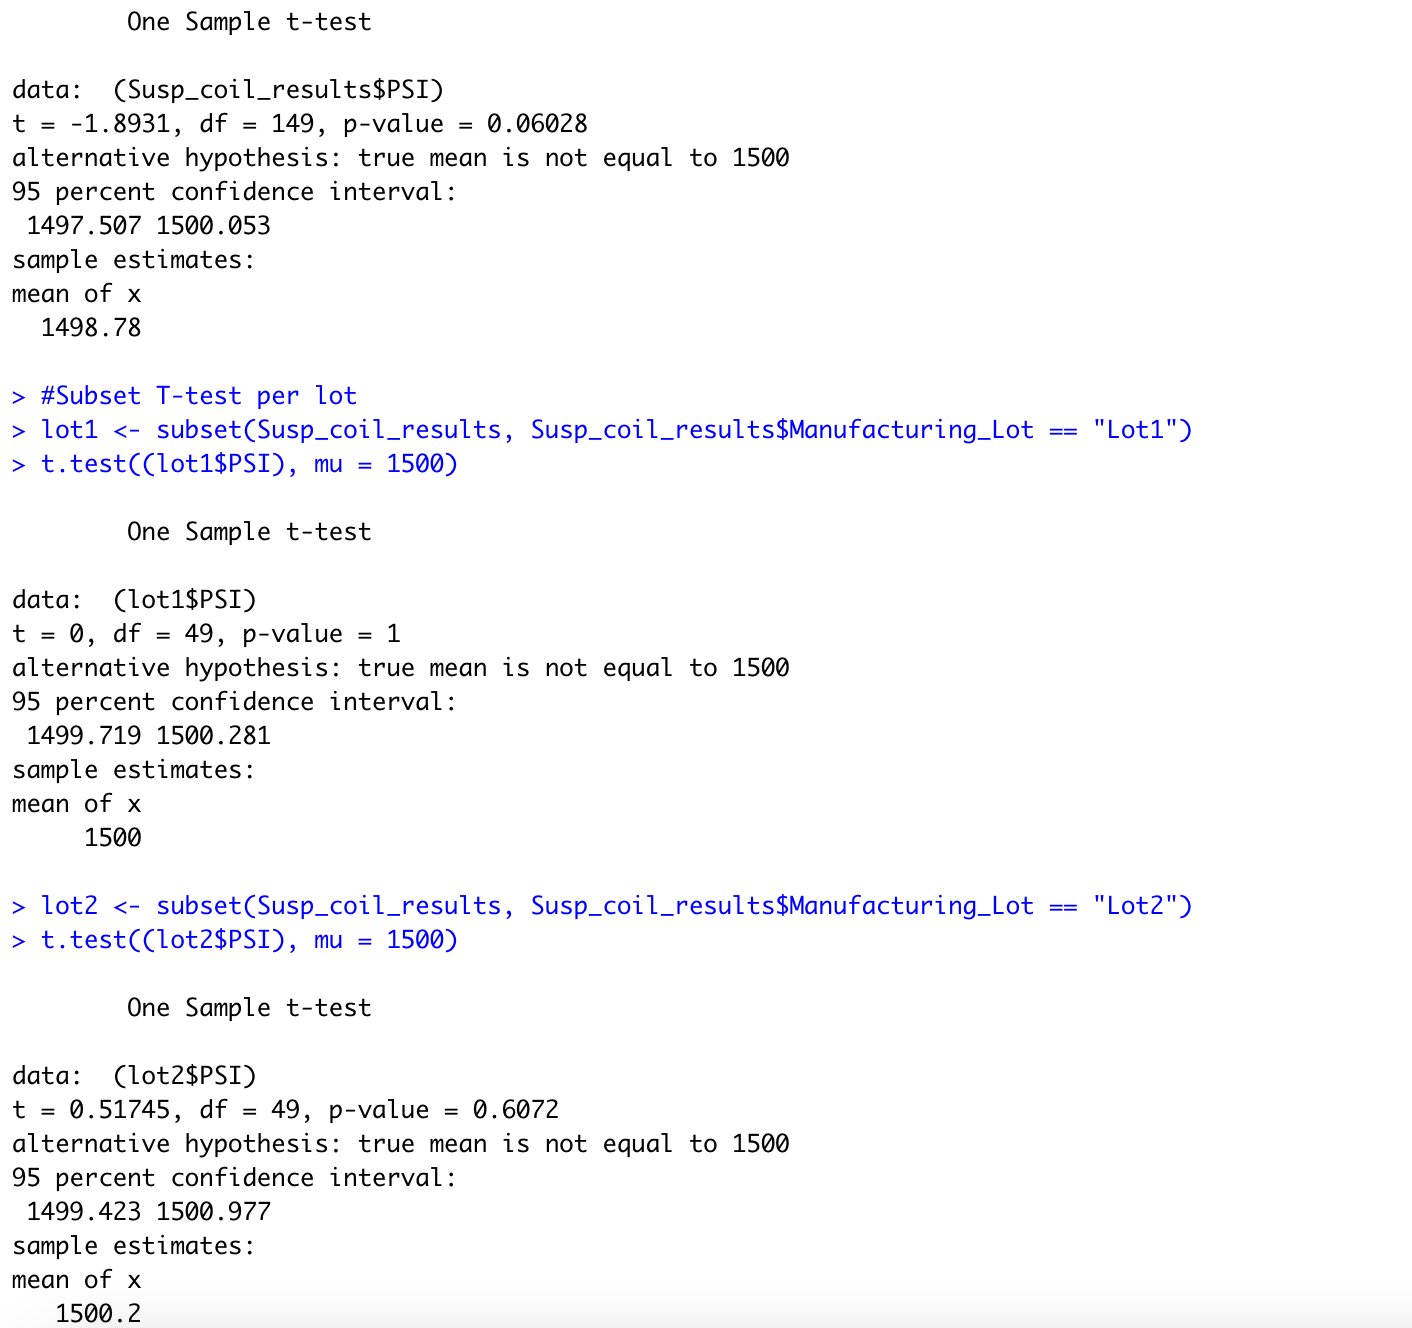 One Sample t-test
data:  (Susp_coil_results$PSI)
t = -1.8931, df = 149, p-value = 0.06028
alternative hypothesis: true mean is not equal to 1500
95 percent confidence interval:
 1497.507 1500.053
sample estimates:
mean of x
  1498.78
> #Subset T-test per lot
> lot1 <- subset(Susp_coil_results, Susp_coil_results$Manufacturing_Lot == "Lot1")
> t.test((lot1$PSI), mu = 1500)
One Sample t-test
data:  (lot1$PSI)
t = 0, df = 49, p-value = 1
alternative hypothesis: true mean is not equal to 1500
95 percent confidence interval:
 1499.719 1500.281
sample estimates:
mean of x
     1500
> lot2 <- subset(Susp_coil_results, Susp_coil_results$Manufacturing_Lot == "Lot2")
> t.test((lot2$PSI), mu = 1500)
One Sample t-test
data:  (lot2$PSI)
t = 0.51745, df = 49, p-value = 0.6072
alternative hypothesis: true mean is not equal to 1500
95 percent confidence interval:
 1499.423 1500.977
sample estimates:
mean of x
   1500.2